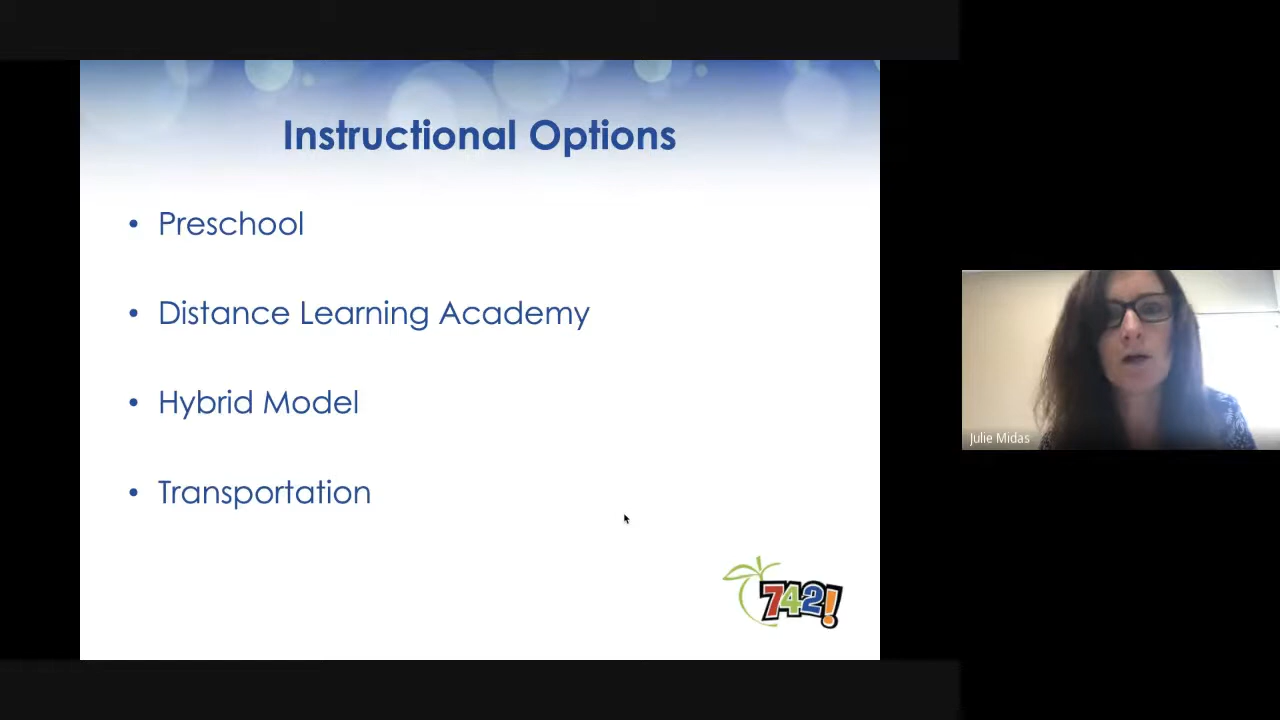 Instructional Options
• Preschool
• Distance Learning Academy
• Hybrid Model
• Transportation
742!
Julie Midas